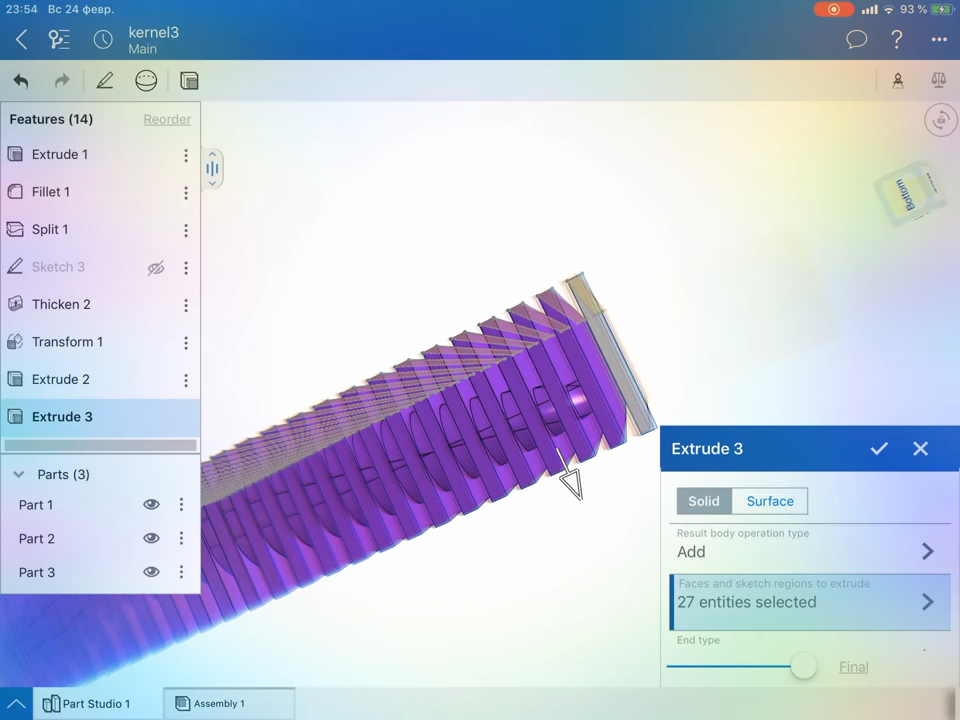 23:54 Вс 24 февр.
93 %
kernel3
Main
Features (14)
Reorder
Extrude 1
Fillet 1
Split 1
Sketch 3
Thicken 2
Transform 1
Extrude 2
Extrude 3
Parts (3)
Part 1
Part 2
Part 3
Bottom
Extrude 3
Solid
Surface
Result body operation type
Add
Faces and sketch regions to extrude
27 entities selected
End type
Final
Part Studio 1
Assembly 1